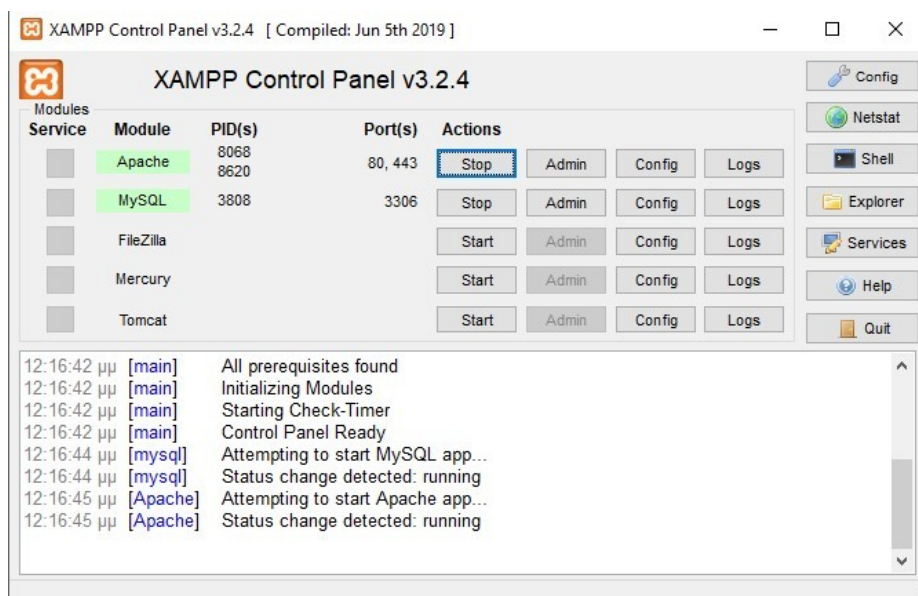 XAMPP Control Panel v3.2.4 [ Compiled: Jun 5th 2019 ]
XAMPP Control Panel v3.2.4
Config
Modules
Service Module PID(s) Port(s) Actions
Netstat
Apache 8068 8620 80, 443 Stop Admin Config Logs
Shell
MySQL 3808 3306 Stop Admin Config Logs
Explorer
FileZilla Start Admin Config Logs
Services
Mercury Start Admin Config Logs
Help
Tomcat Start Admin Config Logs
Quit
12:16:42 μμ [main] All prerequisites found
12:16:42 μμ [main] Initializing Modules
12:16:42 μμ [main] Starting Check-Timer
12:16:42 μμ [main] Control Panel Ready
12:16:44 μμ [mysql] Attempting to start MySQL app...
12:16:44 μμ [mysql] Status change detected: running
12:16:45 μμ [Apache] Attempting to start Apache app...
12:16:45 μμ [Apache] Status change detected: running